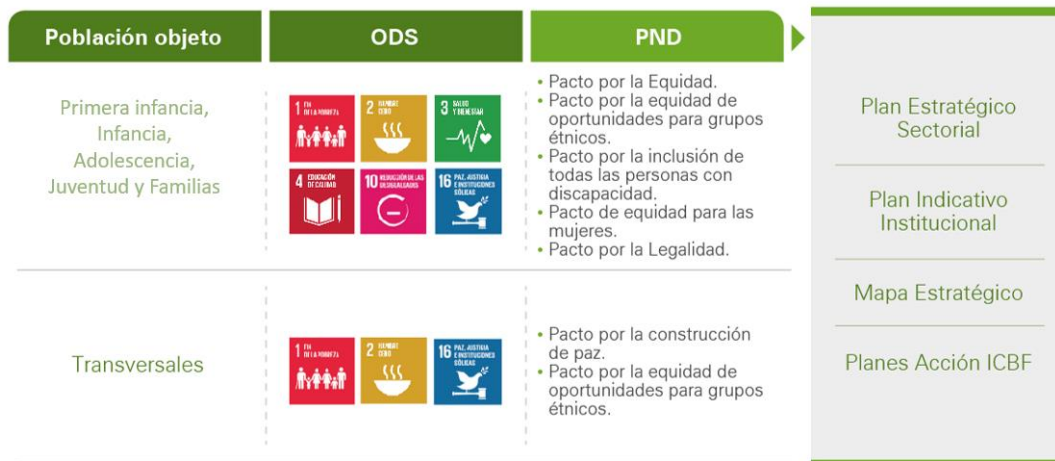 Población objeto
ODS
PND
Primera infancia,
Infancia,
Adolescencia,
Juventud y Familias
1 FIN
DE LA POBREZA
2 HAMBRE
CERO
3 SALUD
Y BIENESTAR
4 EDUCACIÓN
DE CALIDAD
10 REDUCCIÓN DE LAS
DESIGUALDADES
16 PAZ, JUSTICIA
E INSTITUCIONES
SÓLIDAS
• Pacto por la Equidad.
• Pacto por la equidad de
oportunidades para grupos
étnicos.
• Pacto por la inclusión de
todas las personas con
discapacidad.
• Pacto de equidad para las
mujeres.
• Pacto por la Legalidad.
Transversales
1 FIN
DE LA POBREZA
2 HAMBRE
CERO
16 PAZ, JUSTICIA
E INSTITUCIONES
SÓLIDAS
• Pacto por la construcción
de paz.
• Pacto por la equidad de
oportunidades para grupos
étnicos.
Plan Estratégico
Sectorial
Plan Indicativo
Institucional
Mapa Estratégico
Planes Acción ICBF